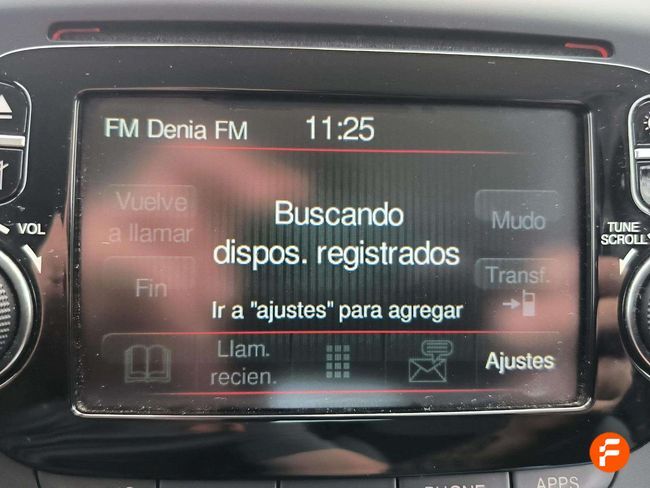 FM Denia FM 11:25
Vuelve
a llamar
Buscando
dispos. registrados
Mudo
Fin
Transf.
Ir a "ajustes" para agregar
Llam.
recien.
Ajustes
VOL
TUNE
SCROLL
PHONE
APPS